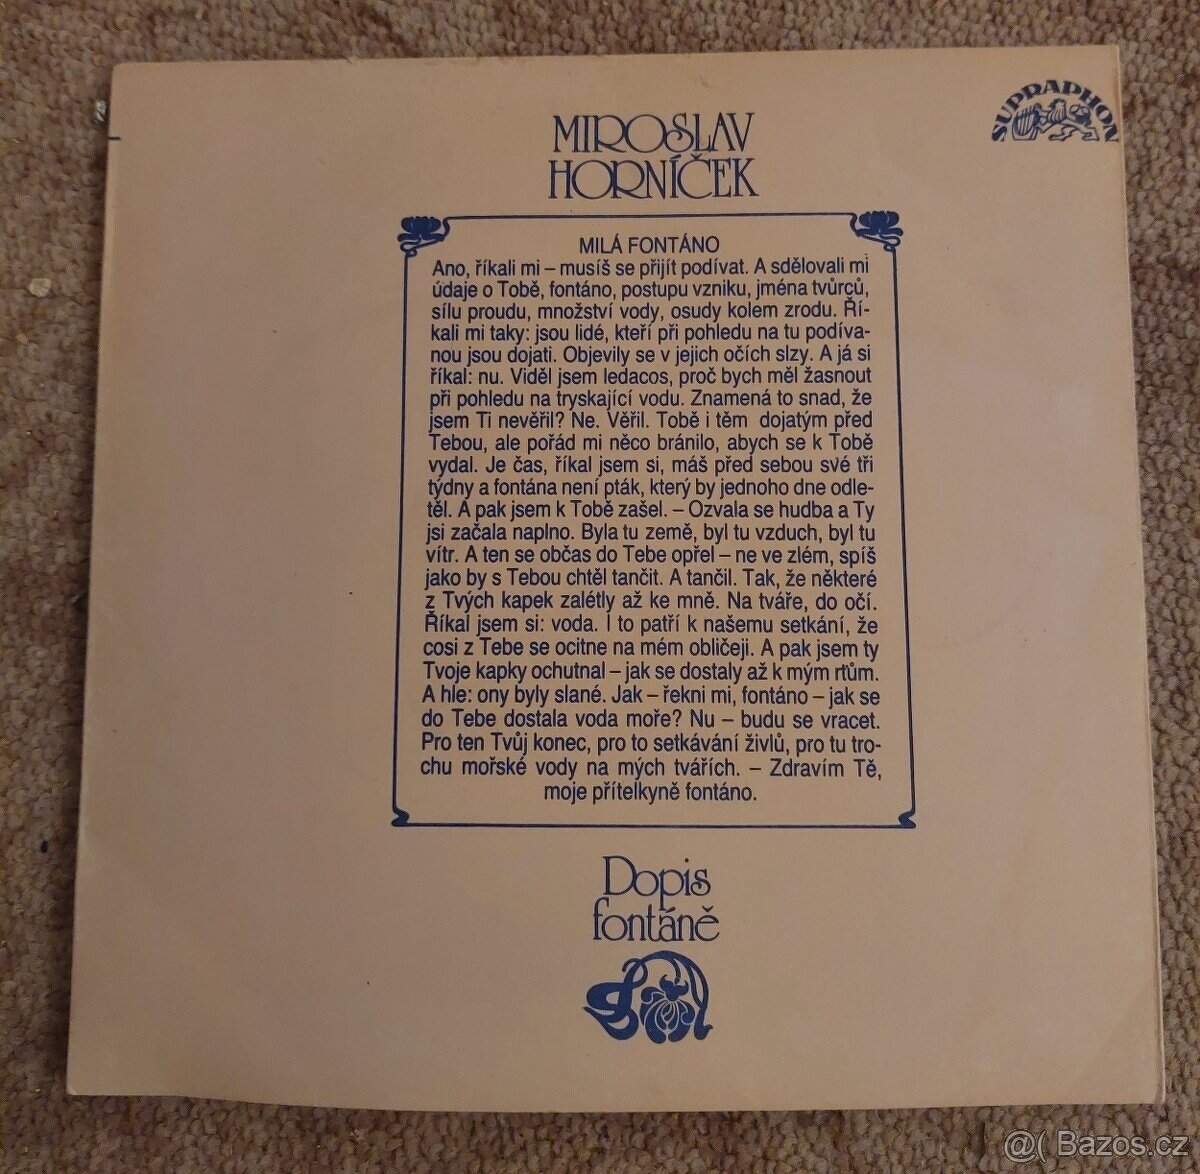 SUPRAPHON
MIROSLAV
HORNÍČEK
MILÁ FONTÁNO
Ano, říkali mi – musíš se přijít podívat. A sdělovali mi
údaje o Tobě, fontáno, postupu vzniku, jména tvůrců,
sílu proudu, množství vody, osudy kolem zrodu. Ří-
kali mi taky: jsou lidé, kteří při pohledu na tu podíva-
nou jsou dojati. Objevily se v jejich očích slzy. A já si
říkal: nu. Viděl jsem ledacos, proč bych měl žasnout
při pohledu na tryskající vodu. Znamená to snad, že
jsem Ti nevěřil? Ne. Věřil. Tobě i těm dojatým před
Tebou, ale pořád mi něco bránilo, abych se k Tobě
vydal. Je čas, říkal jsem si, máš před sebou své tři
týdny a fontána není pták, který by jednoho dne odle-
těl. A pak jsem k Tobě zašel. – Ozvala se hudba a Ty
jsi začala naplno. Byla tu země, byl tu vzduch, byl tu
vítr. A ten se občas do Tebe opřel – ne ve zlém, spíš
jako by s Tebou chtěl tančit. A tančil. Tak, že některé
z Tvých kapek zalétly až ke mně. Na tváře, do očí.
Říkal jsem si: voda. I to patří k našemu setkání, že
cosi z Tebe se ocitne na mém obličeji. A pak jsem ty
Tvoje kapky ochutnal – jak se dostaly až k mým rťům.
A hle: ony byly slané. Jak – řekni mi, fontáno – jak se
do Tebe dostala voda moře? Nu – budu se vracet.
Pro ten Tvůj konec, pro to setkávání živlů, pro tu tro-
chu mořské vody na mých tvářích. – Zdravím Tě,
moje přítelkyně fontáno.
Dopis
fontáně
@( Bazos.cz